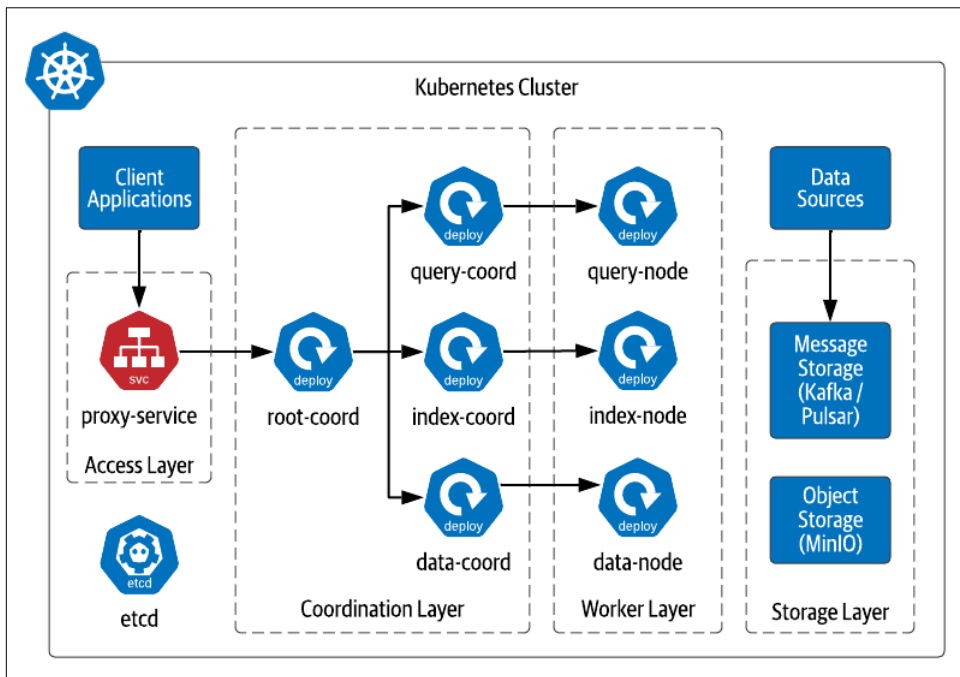 Kubernetes Cluster
Client
Applications
svc
proxy-service
Access Layer
etcd
etcd
deploy
root-coord
deploy
query-coord
deploy
index-coord
deploy
data-coord
Coordination Layer
deploy
query-node
deploy
index-node
deploy
data-node
Worker Layer
Data
Sources
Message
Storage
(Kafka /
Pulsar)
Object
Storage
(MinIO)
Storage Layer